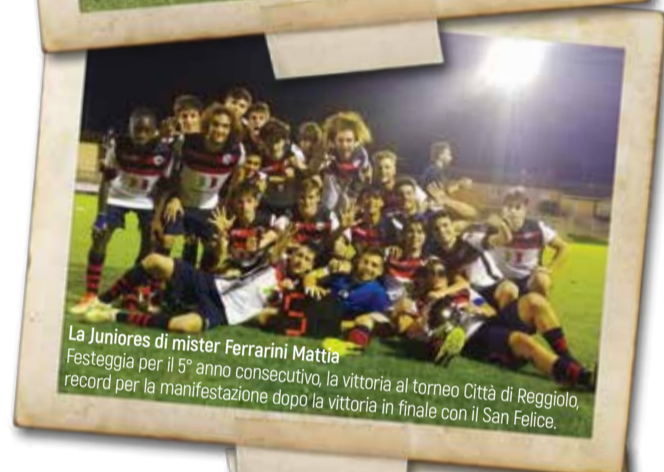 La Juniores di mister Ferrarini Mattia
Festeggia per il 5° anno consecutivo, la vittoria al torneo Città di Reggiolo,
record per la manifestazione dopo la vittoria in finale con il San Felice.